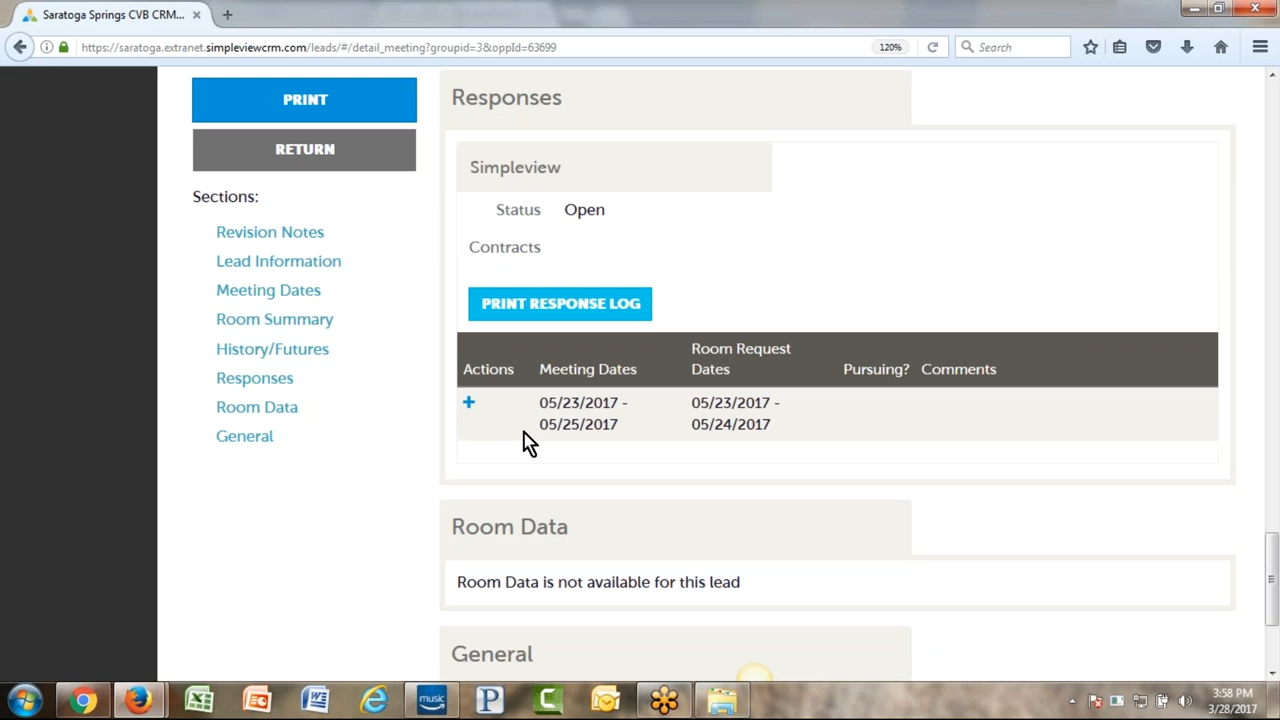 Saratoga Springs CVB CRM...
https://saratoga.extranet.simpleviewcrm.com/leads/#/detail_meeting?groupid=3&oppId=63699
120%
Search
PRINT
RETURN
Sections:
Revision Notes
Lead Information
Meeting Dates
Room Summary
History/Futures
Responses
Room Data
General
Responses
Simpleview
Status Open
Contracts
PRINT RESPONSE LOG
Actions Meeting Dates Room Request Dates Pursuing? Comments
05/23/2017 - 05/23/2017 -
05/25/2017 05/24/2017
Room Data
Room Data is not available for this lead
General
music
3:58 PM
3/28/2017